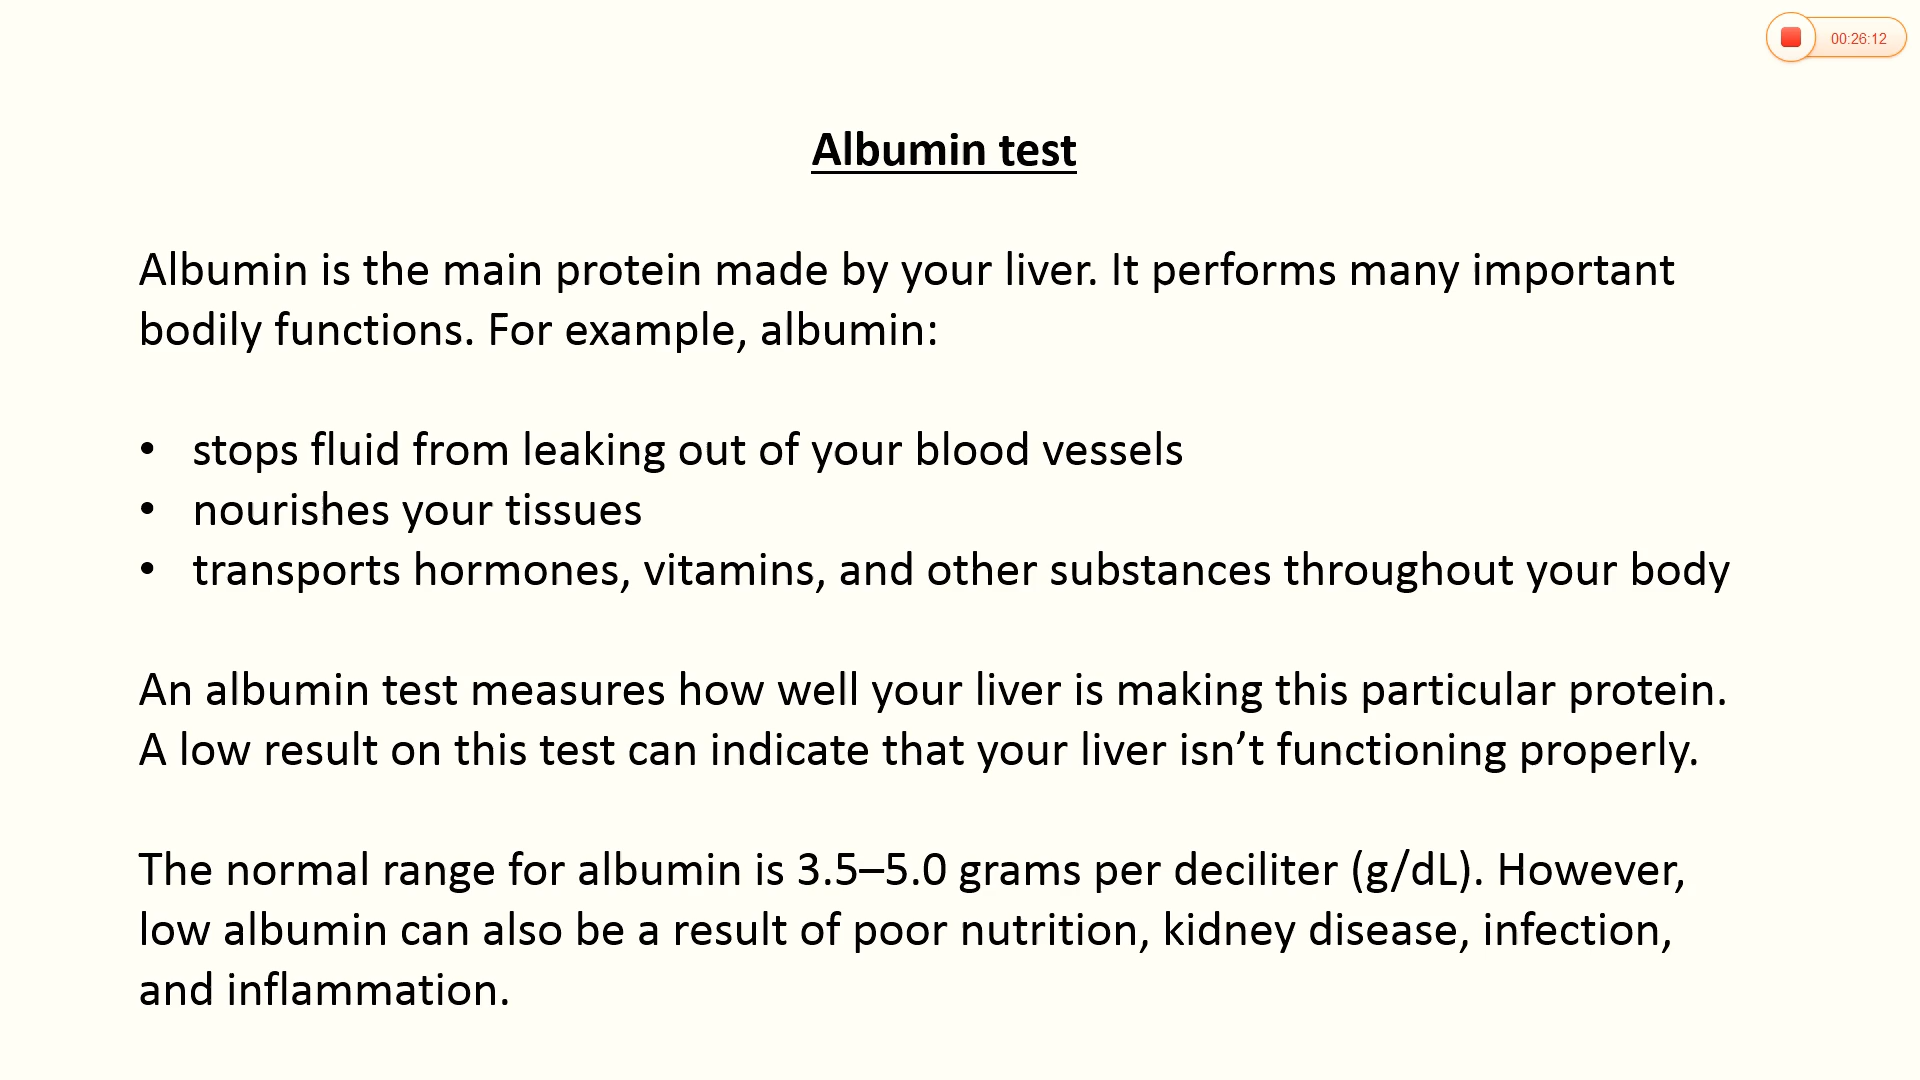 00:26:12
Albumin test
Albumin is the main protein made by your liver. It performs many important
bodily functions. For example, albumin:
• stops fluid from leaking out of your blood vessels
• nourishes your tissues
• transports hormones, vitamins, and other substances throughout your body
An albumin test measures how well your liver is making this particular protein.
A low result on this test can indicate that your liver isn’t functioning properly.
The normal range for albumin is 3.5–5.0 grams per deciliter (g/dL). However,
low albumin can also be a result of poor nutrition, kidney disease, infection,
and inflammation.